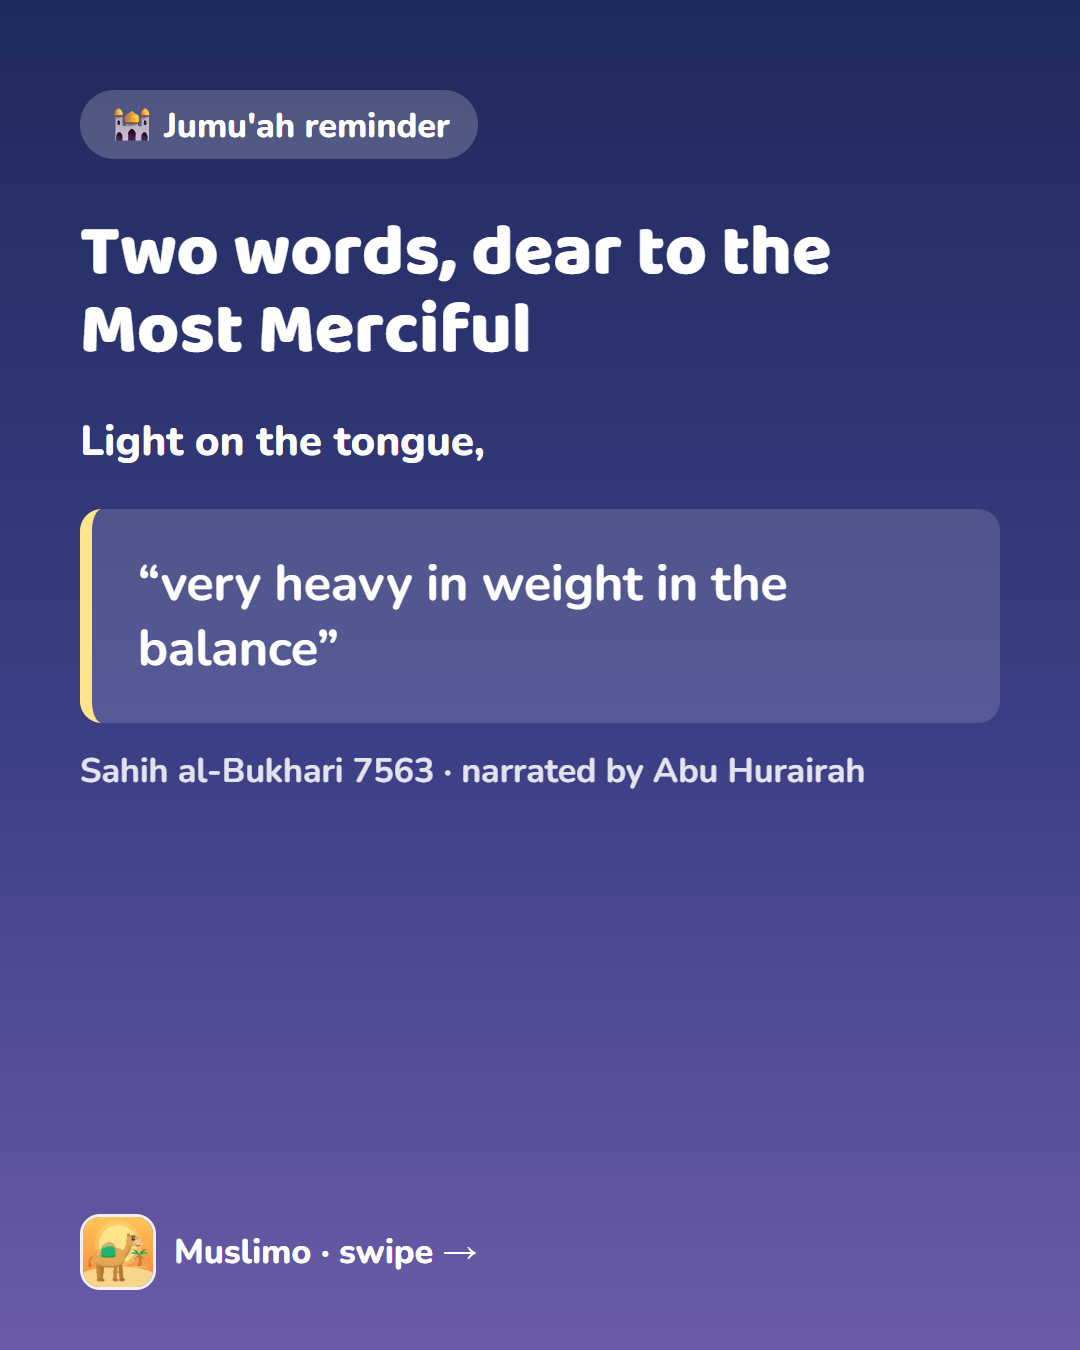 Jumu'ah reminder
Two words, dear to the
Most Merciful
Light on the tongue,
“very heavy in weight in the
balance”
Sahih al-Bukhari 7563 · narrated by Abu Hurairah
Muslimo · swipe →